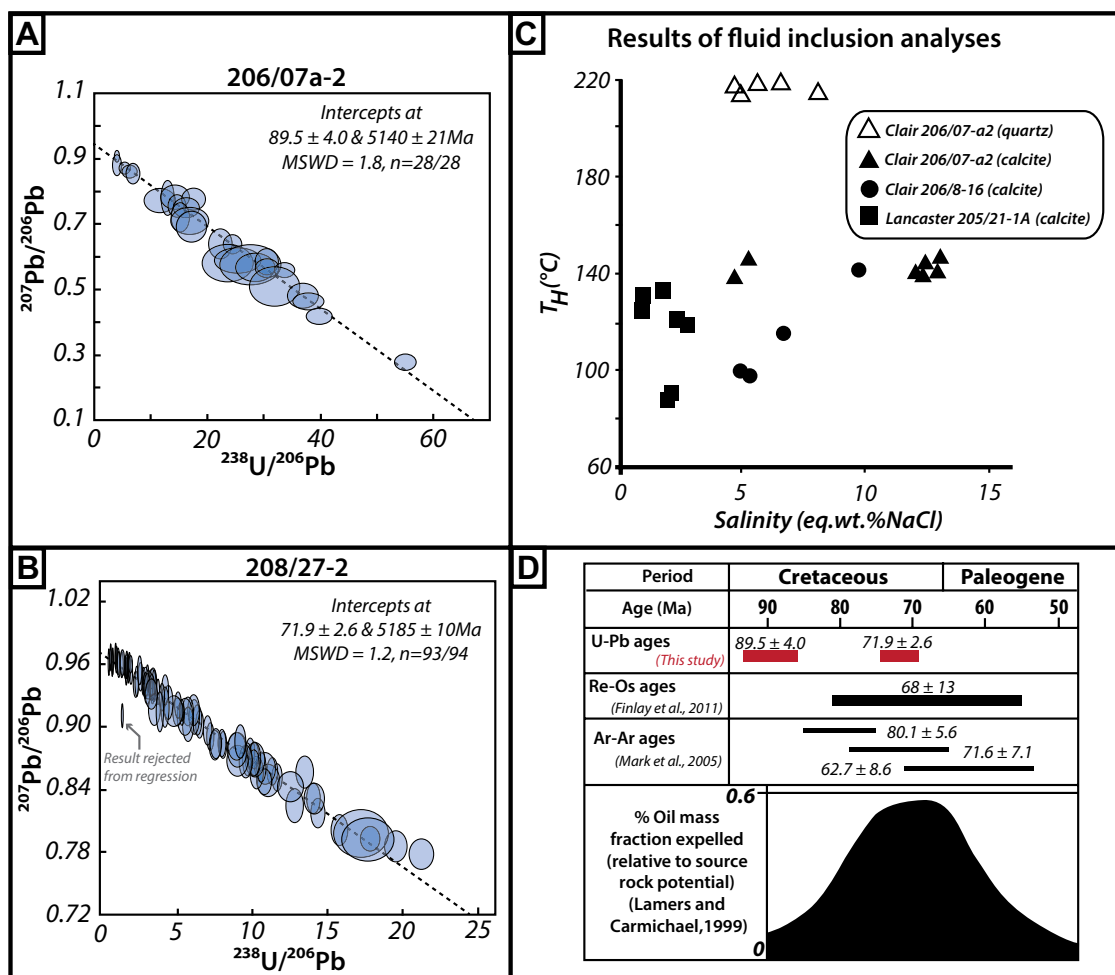 A
206/07a-2
1.1
0.9
0.7
0.5
0.3
0.1
207Pb/206Pb
Intercepts at
89.5 ± 4.0 & 5140 ± 21Ma
MSWD = 1.8, n=28/28
0 20 40 60
238U/206Pb
B
208/27-2
1.02
0.96
0.90
0.84
0.78
0.72
207Pb/206Pb
Intercepts at
71.9 ± 2.6 & 5185 ± 10Ma
MSWD = 1.2, n=93/94
Result rejected
from regression
0 5 10 15 20 25
238U/206Pb
C
Results of fluid inclusion analyses
220
180
140
100
60
TH(°C)
Clair 206/07-a2 (quartz)
Clair 206/07-a2 (calcite)
Clair 206/8-16 (calcite)
Lancaster 205/21-1A (calcite)
0 5 10 15
Salinity (eq.wt.%NaCl)
D
Period Cretaceous Paleogene
Age (Ma) 90 80 70 60 50
U-Pb ages
(This study)
89.5 ± 4.0 71.9 ± 2.6
Re-Os ages
(Finlay et al., 2011)
68 ± 13
Ar-Ar ages
(Mark et al., 2005)
80.1 ± 5.6
71.6 ± 7.1
62.7 ± 8.6
% Oil mass
fraction expelled
(relative to source
rock potential)
(Lamers and
Carmichael,1999)
0.6
0